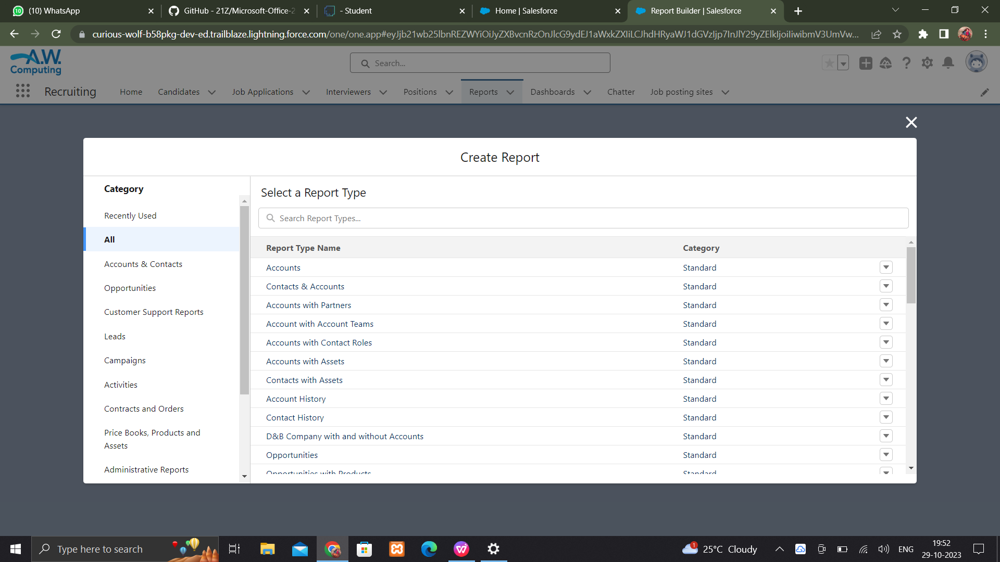 (10) WhatsApp
GitHub - 21Z/Microsoft-Office-2
- Student
Home | Salesforce
Report Builder | Salesforce
curious-wolf-b58pkg-dev-ed.trailblaze.lightning.force.com/one/one.app#eyJjb21wb25lbnREZWYiOiJyZXBvcnRzOnJlcG9ydEJ1aWxkZXIiLCJhdHRyaWJ1dGVzIjp7InJlY29yZElkIjoiIiwibmV3UmVw...
A.W.
Computing
Search...
Recruiting
Home
Candidates
Job Applications
Interviewers
Positions
Reports
Dashboards
Chatter
Job posting sites
Create Report
Category
Recently Used
All
Accounts & Contacts
Opportunities
Customer Support Reports
Leads
Campaigns
Activities
Contracts and Orders
Price Books, Products and
Assets
Administrative Reports
Select a Report Type
Search Report Types...
Report Type Name Category
Accounts Standard
Contacts & Accounts Standard
Accounts with Partners Standard
Account with Account Teams Standard
Accounts with Contact Roles Standard
Accounts with Assets Standard
Contacts with Assets Standard
Account History Standard
Contact History Standard
D&B Company with and without Accounts Standard
Opportunities Standard
Opportunities with Products Standard
Type here to search
1
25°C Cloudy
ENG
19:52
29-10-2023